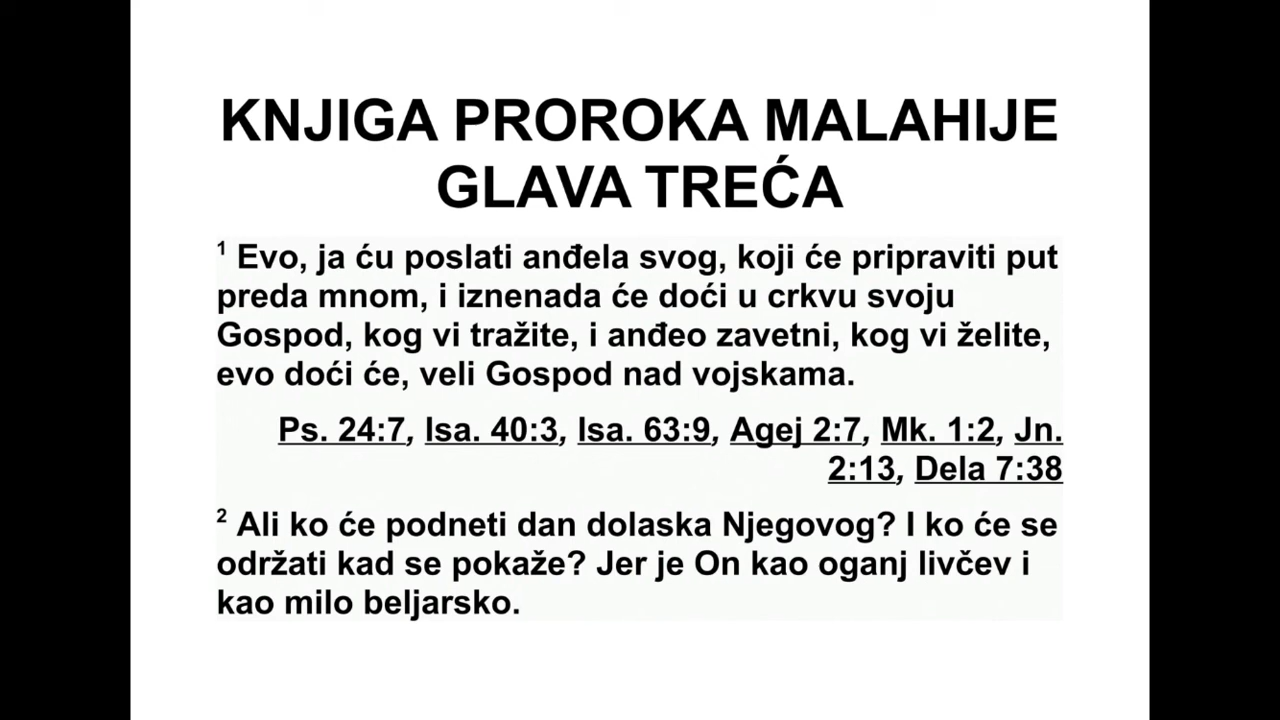 KNJIGA PROROKA MALAHIJE
GLAVA TREĆA
1 Evo, ja ću poslati anđela svog, koji će pripraviti put
preda mnom, i iznenada će doći u crkvu svoju
Gospod, kog vi tražite, i anđeo zavetni, kog vi želite,
evo doći će, veli Gospod nad vojskama.
Ps. 24:7, Isa. 40:3, Isa. 63:9, Agej 2:7, Mk. 1:2, Jn.
2:13, Dela 7:38
2 Ali ko će podneti dan dolaska Njegovog? I ko će se
održati kad se pokaže? Jer je On kao oganj livčev i
kao milo beljarsko.